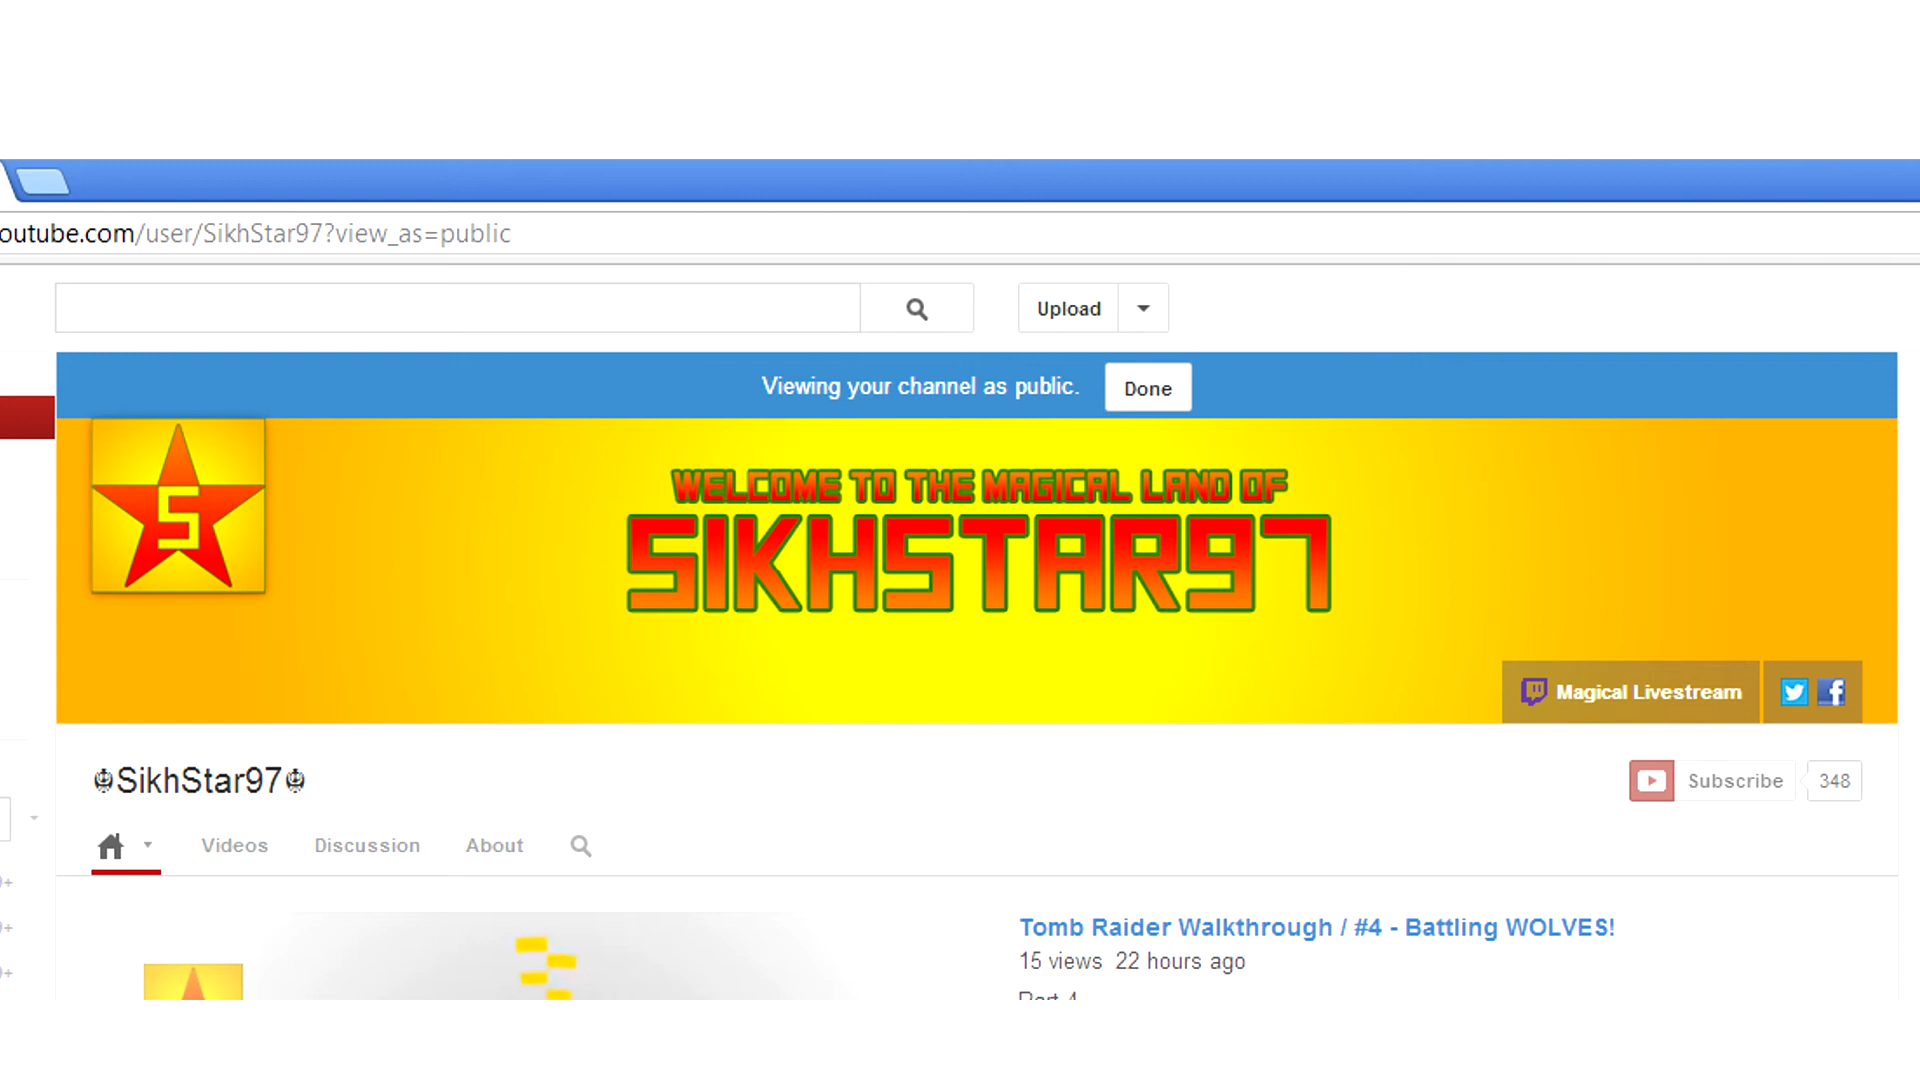 outube.com/user/SikhStar97?view_as=public
Upload
Viewing your channel as public. Done
S
WELCOME TO THE MAGICAL LAND OF
SIKHSTAR97
Magical Livestream
☬SikhStar97☬
Subscribe 348
Videos Discussion About
Tomb Raider Walkthrough / #4 - Battling WOLVES!
15 views 22 hours ago
Part 4